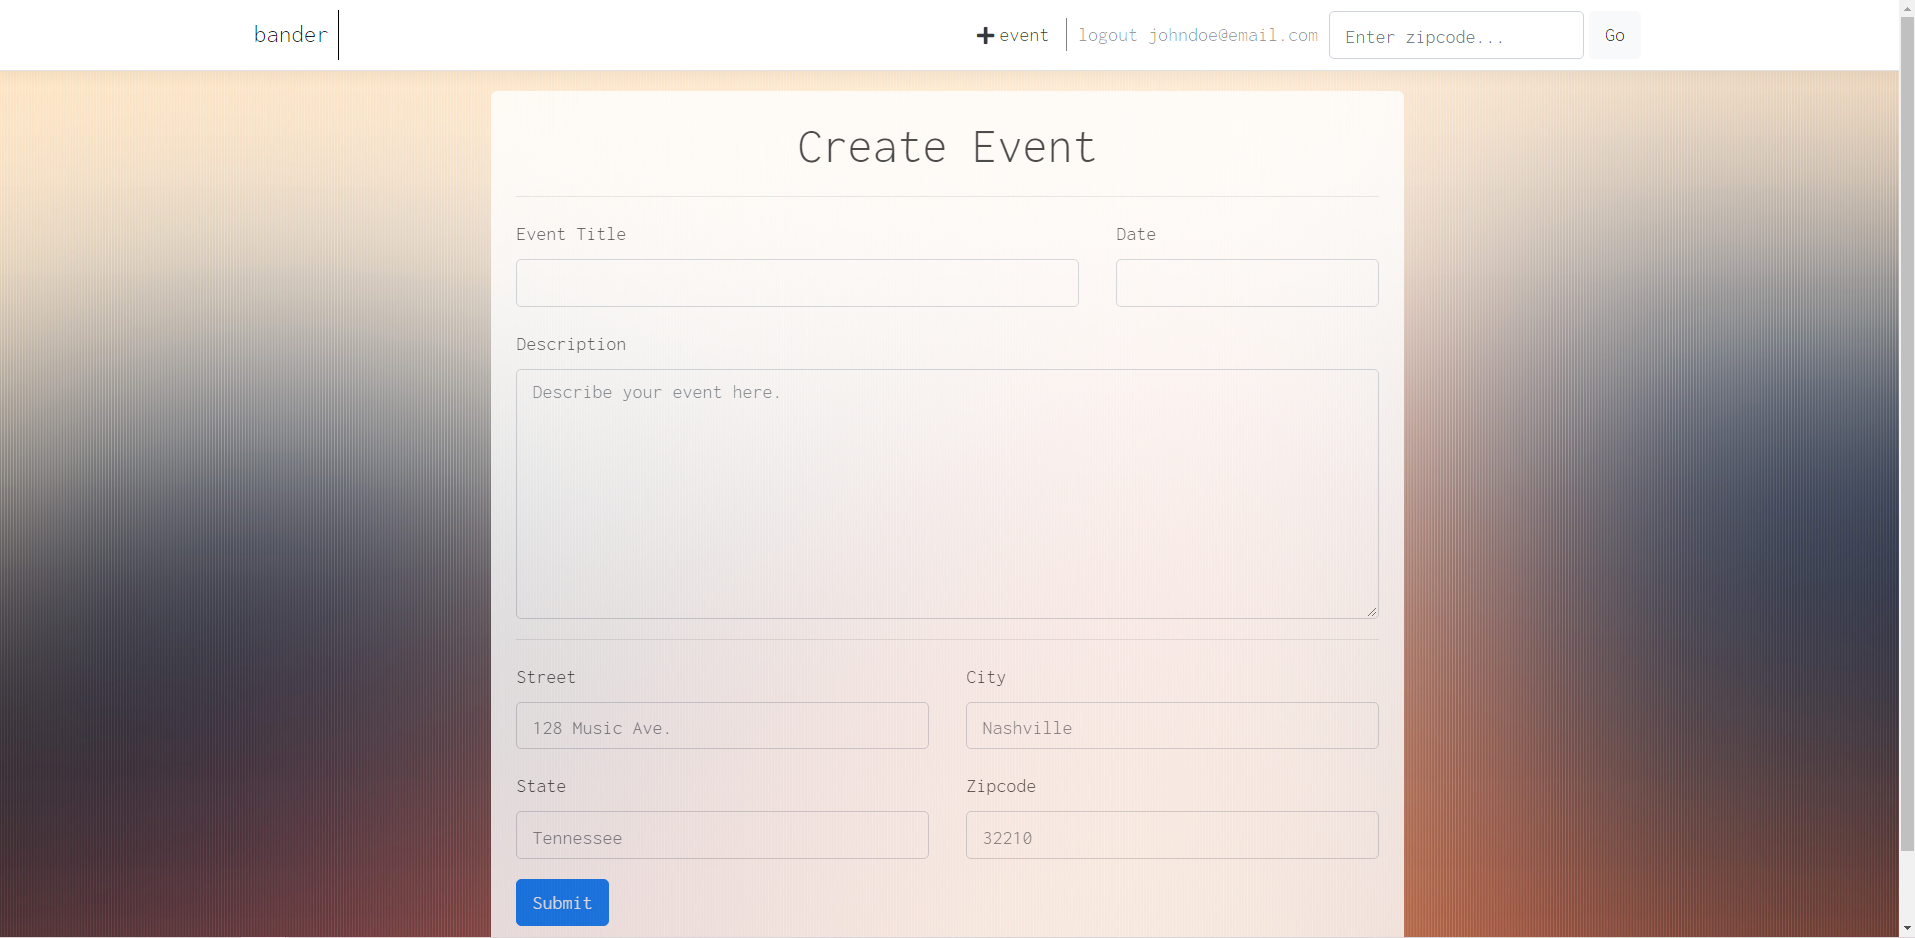 bander
event logout johndoe@email.com Enter zipcode... Go
Create Event
Event Title Date
Description
Describe your event here.
Street City
128 Music Ave. Nashville
State Zipcode
Tennessee 32210
Submit